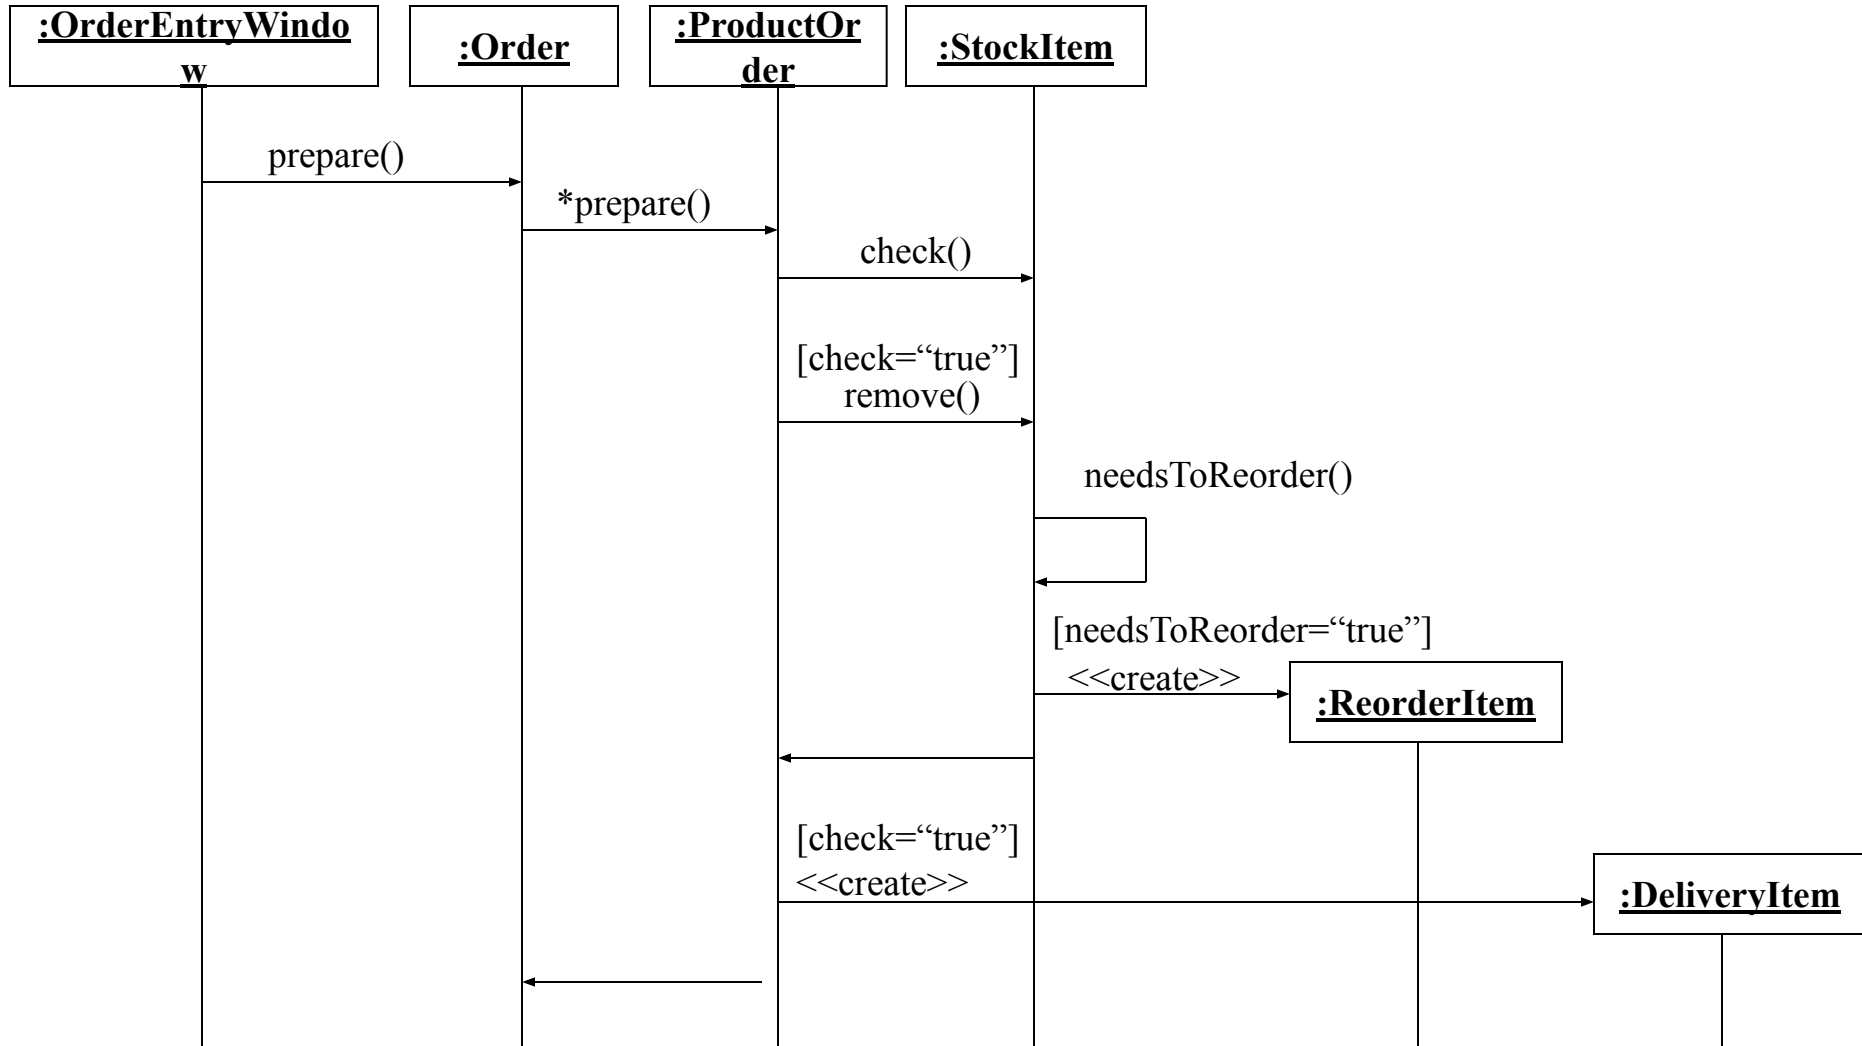 :OrderEntryWindo
w
:Order
:ProductOr
der
:StockItem
prepare()
*prepare()
check()
[check=“true”]
remove()
needsToReorder()
[needsToReorder=“true”]
<<create>>
:ReorderItem
[check=“true”]
<<create>>
:DeliveryItem